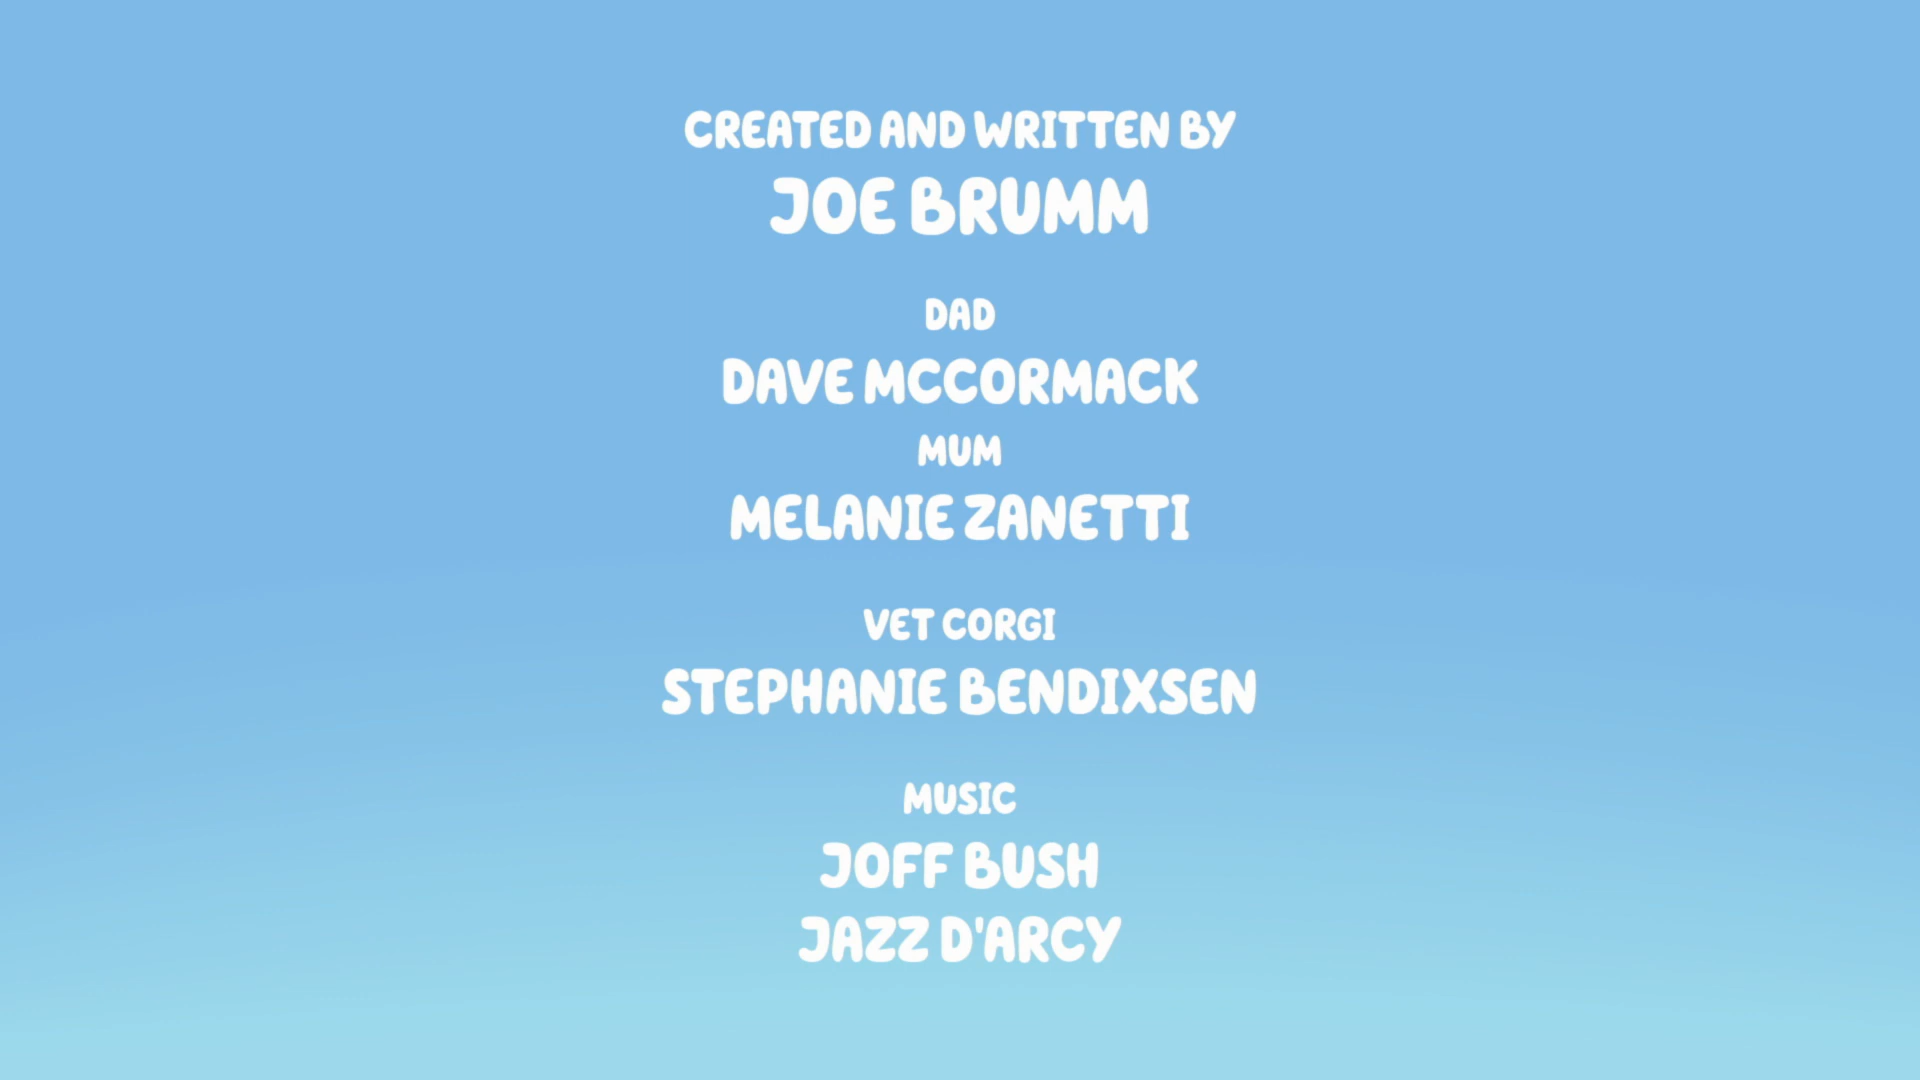 CREATED AND WRITTEN BY
JOE BRUMM
DAD
DAVE MCCORMACK
MUM
MELANIE ZANETTI
VET CORGI
STEPHANIE BENDIXSEN
MUSIC
JOFF BUSH
JAZZ D'ARCY